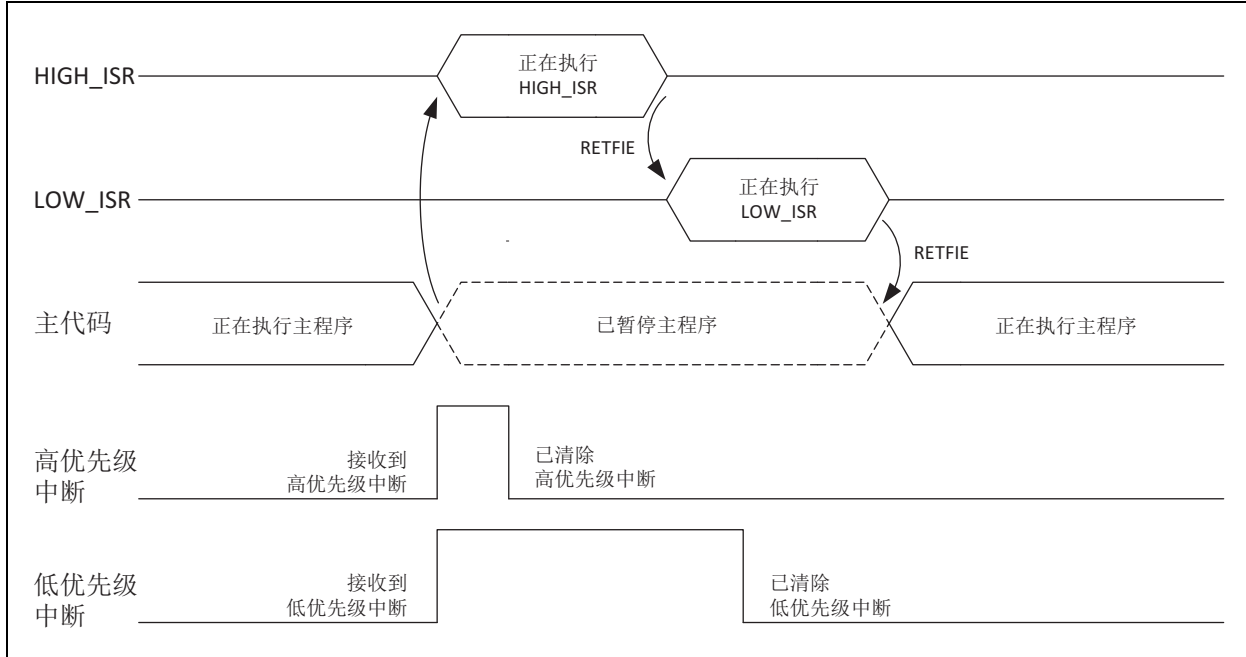 正在执行
HIGH_ISR
HIGH_ISR
RETFIE
正在执行
LOW_ISR
LOW_ISR
RETFIE
主代码
正在执行主程序
已暂停主程序
正在执行主程序
高优先级
中断
接收到
高优先级中断
已清除
高优先级中断
低优先级
中断
接收到
低优先级中断
已清除
低优先级中断